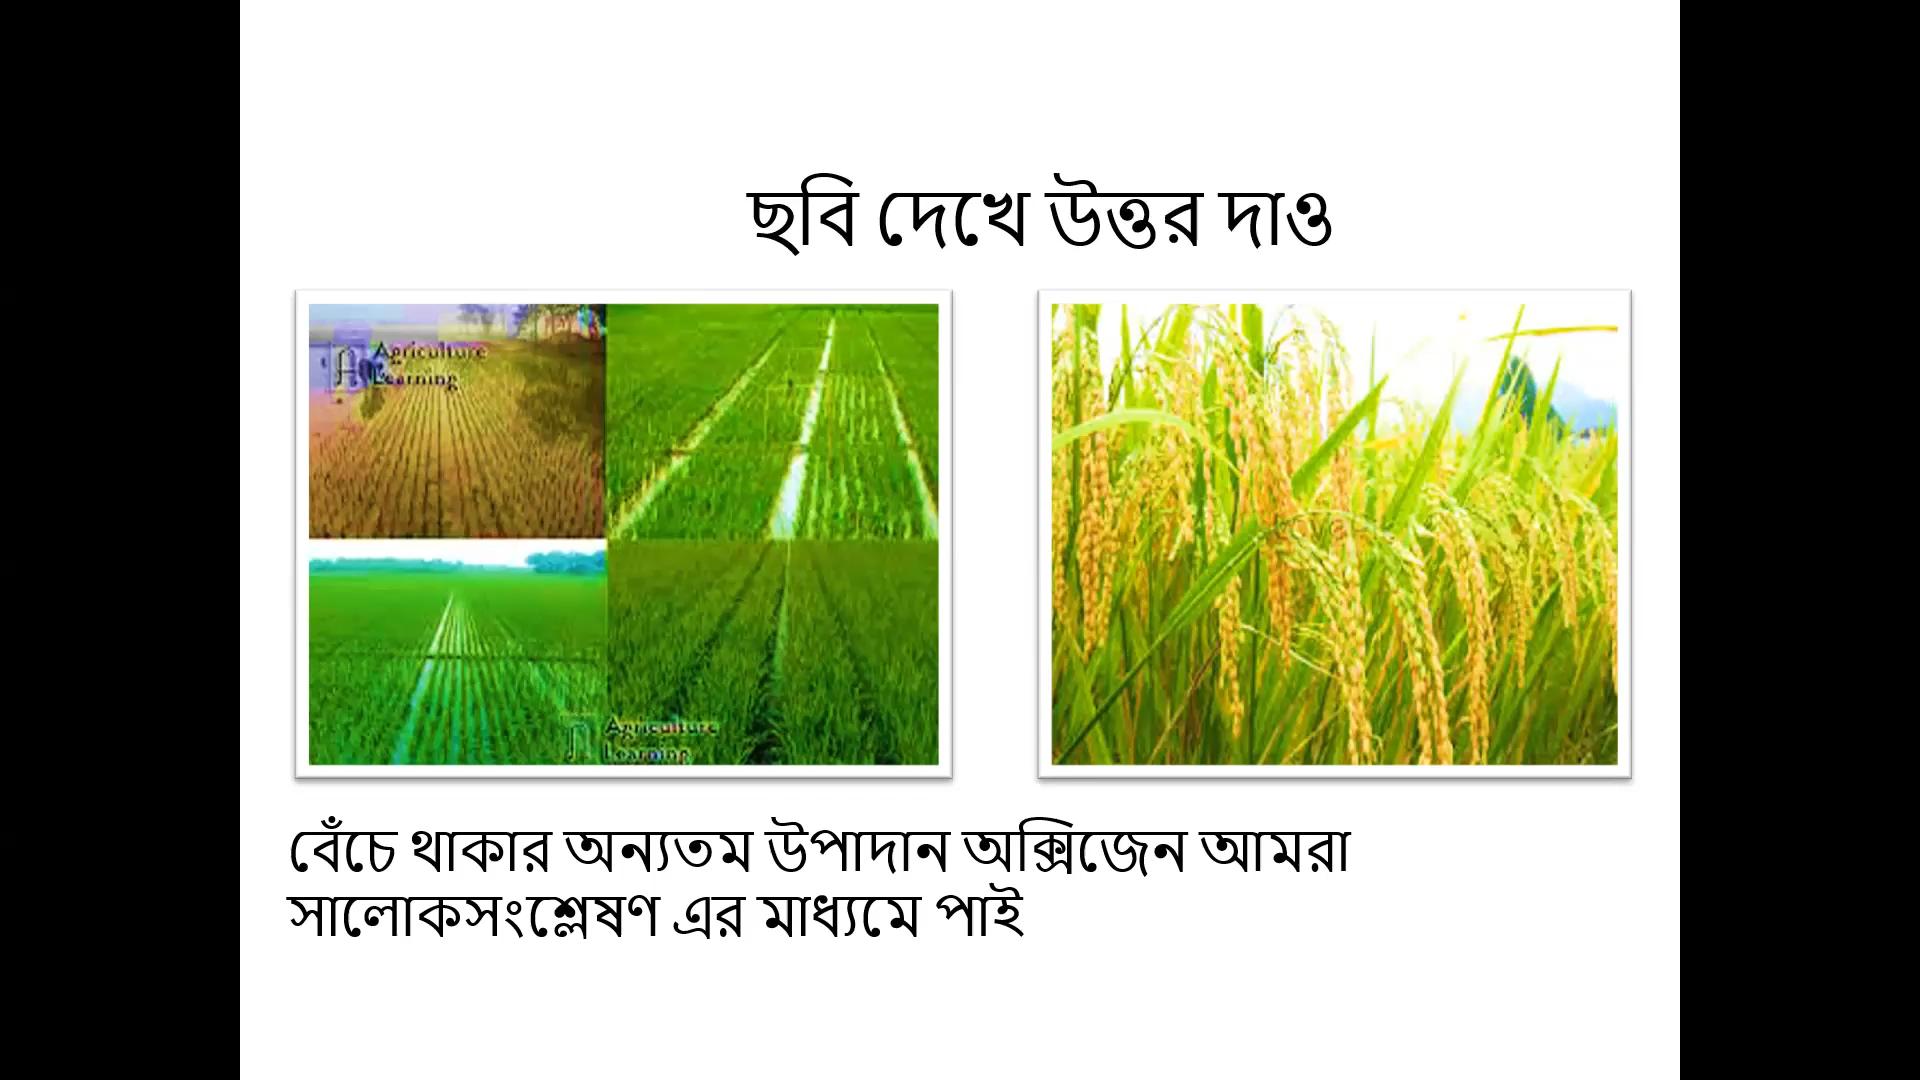 ছবি দেখে উত্তর দাও
Agriculture
Learning
Agriculture
Learning
বেঁচে থাকার অন্যতম উপাদান অক্সিজেন আমরা
সালোকসংশ্লেষণ এর মাধ্যমে পাই